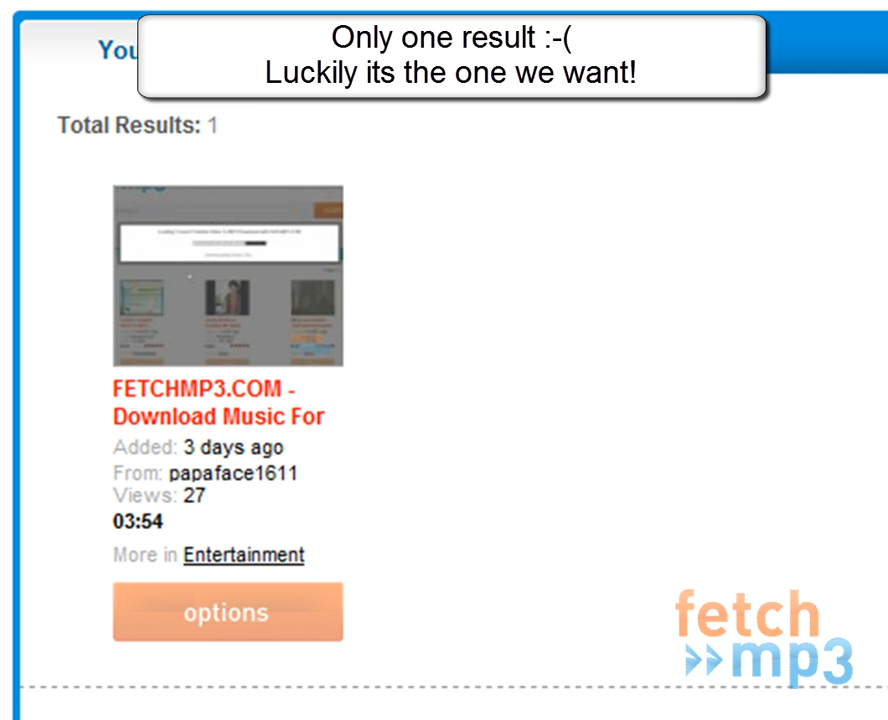 Only one result :-(
Luckily its the one we want!
You
Total Results: 1
FETCHMP3.COM -
Download Music For
Added: 3 days ago
From: papaface1611
Views: 27
03:54
More in Entertainment
options
fetch
mp3